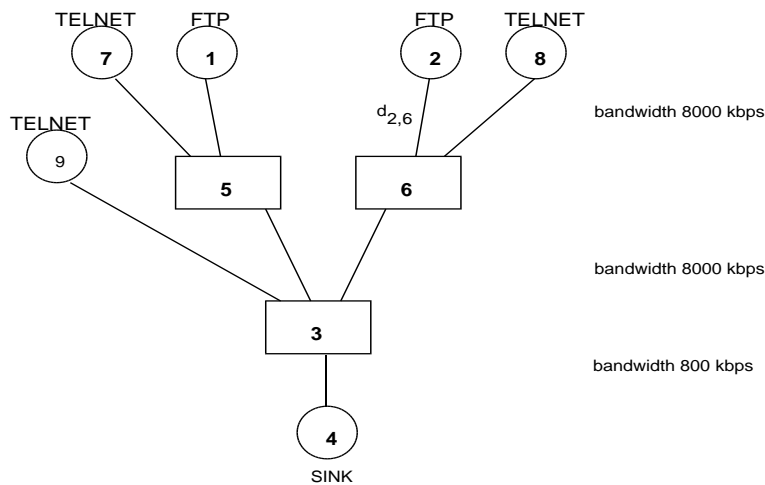 TELNET FTP FTP TELNET
7 1 2 8
d2,6
bandwidth 8000 kbps
TELNET
9
5 6
bandwidth 8000 kbps
3
bandwidth 800 kbps
4
SINK